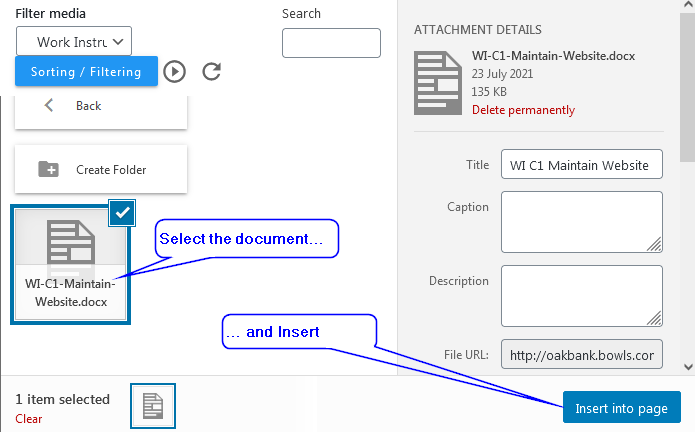 Filter media
Work Instru
Sorting / Filtering
Search
Back
Create Folder
WI-C1-Maintain-
Website.docx
Select the document...
... and Insert
1 item selected
Clear
ATTACHMENT DETAILS
WI-C1-Maintain-Website.docx
23 July 2021
135 KB
Delete permanently
Title
WI C1 Maintain Website
Caption
Description
File URL:
http://oakbank.bowls.cor
Insert into page